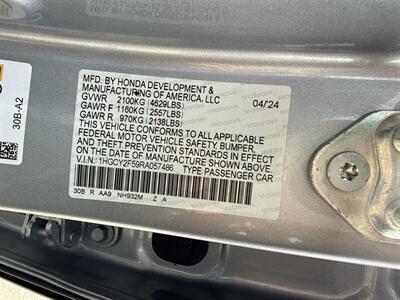 MFD. BY HONDA DEVELOPMENT &
MANUFACTURING OF AMERICA, LLC
GVWR 2100KG (4629LBS) 04/24
GAWR F 1160KG (2557LBS)
GAWR R 970KG (2138LBS)
THIS VEHICLE CONFORMS TO ALL APPLICABLE
FEDERAL MOTOR VEHICLE SAFETY, BUMPER,
AND THEFT PREVENTION STANDARDS IN EFFECT
ON THE DATE OF MANUFACTURE SHOWN ABOVE.
V.I.N.: 1HGCY2F59RA057486 TYPE PASSENGER CAR
30B R AA9 NH932M Z A
30B-A2